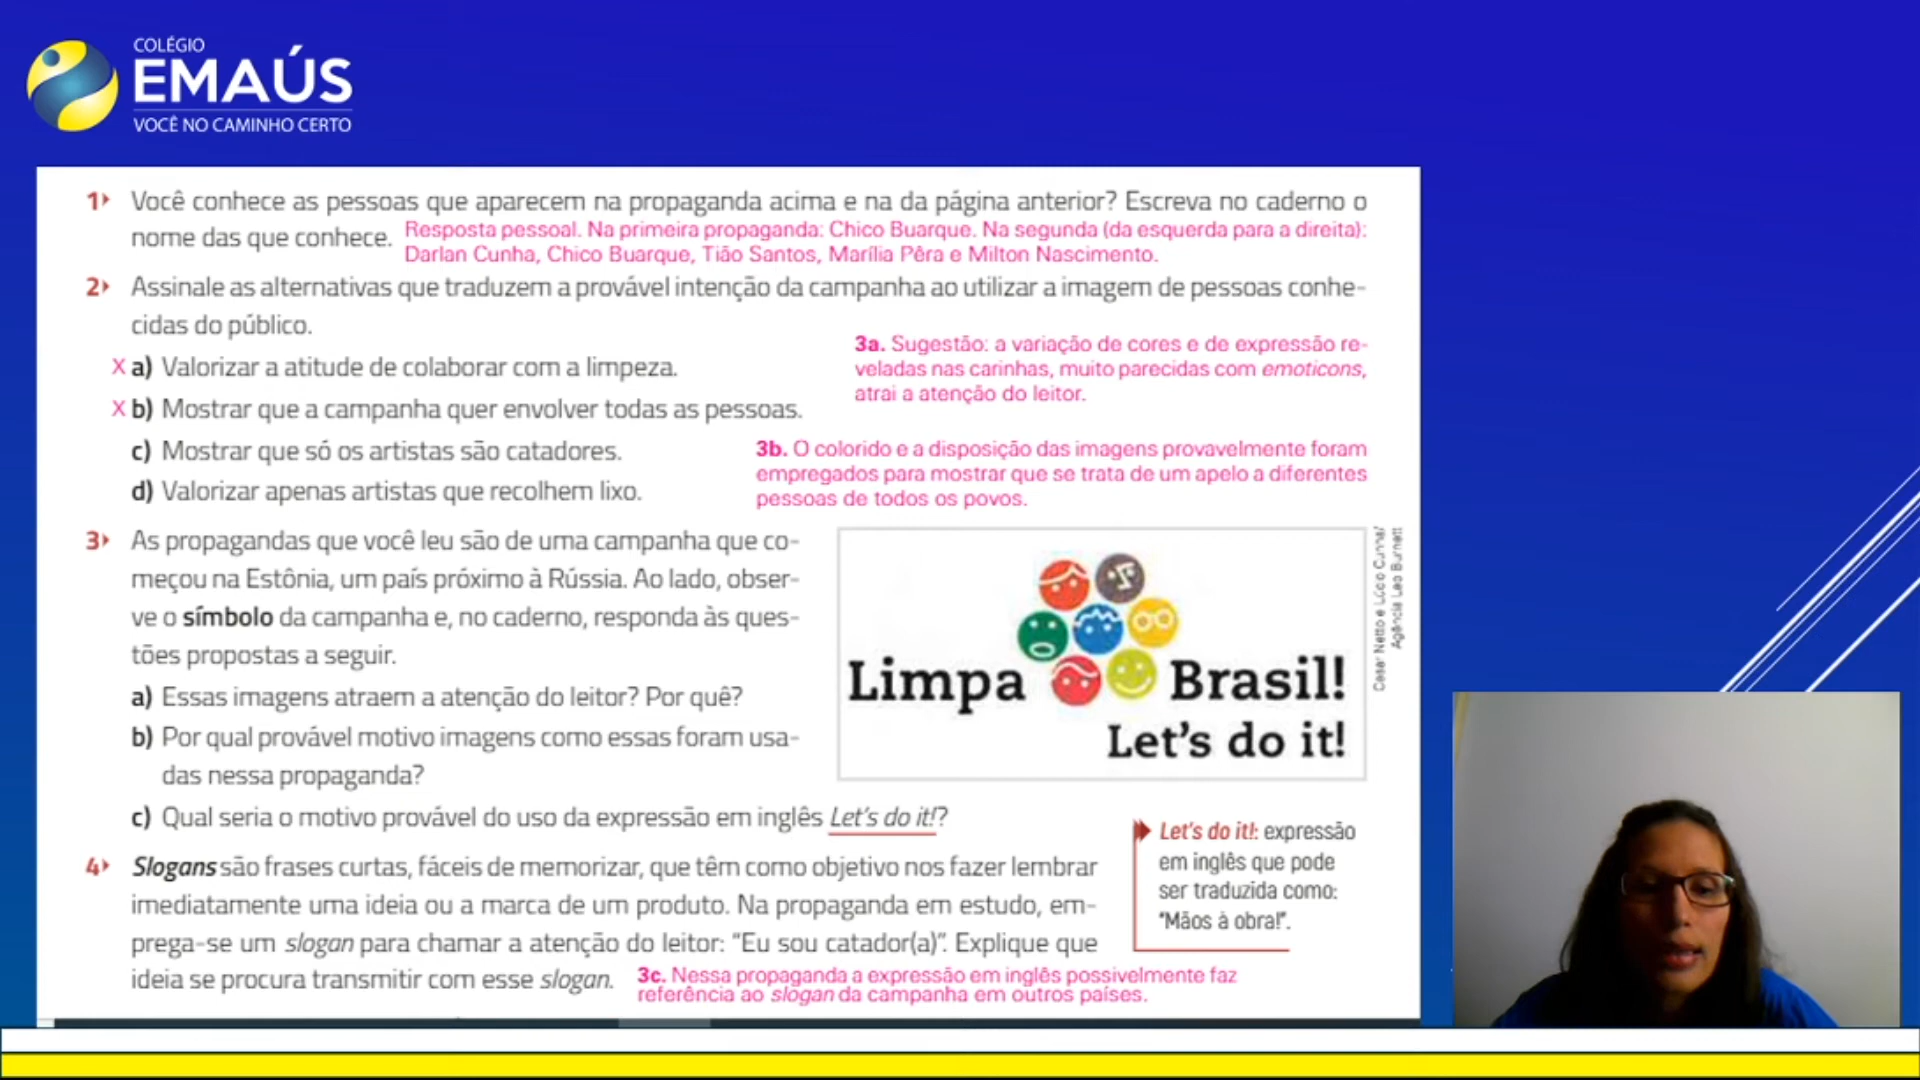 COLÉGIO
EMAÚS
VOCÊ NO CAMINHO CERTO
1 Você conhece as pessoas que aparecem na propaganda acima e na da página anterior? Escreva no caderno o
nome das que conhece. Resposta pessoal. Na primeira propaganda: Chico Buarque. Na segunda (da esquerda para a direita):
Darlan Cunha, Chico Buarque, Tião Santos, Marília Pêra e Milton Nascimento.
2 Assinale as alternativas que traduzem a provável intenção da campanha ao utilizar a imagem de pessoas conhe-
cidas do público.
x a) Valorizar a atitude de colaborar com a limpeza.
x b) Mostrar que a campanha quer envolver todas as pessoas.
c) Mostrar que só os artistas são catadores.
d) Valorizar apenas artistas que recolhem lixo.
3a. Sugestão: a variação de cores e de expressão re-
veladas nas carinhas, muito parecidas com emoticons,
atrai a atenção do leitor.
3b. O colorido e a disposição das imagens provavelmente foram
empregados para mostrar que se trata de um apelo a diferentes
pessoas de todos os povos.
3 As propagandas que você leu são de uma campanha que co-
meçou na Estônia, um país próximo à Rússia. Ao lado, obser-
ve o símbolo da campanha e, no caderno, responda às ques-
tões propostas a seguir.
a) Essas imagens atraem a atenção do leitor? Por quê?
b) Por qual provável motivo imagens como essas foram usa-
das nessa propaganda?
c) Qual seria o motivo provável do uso da expressão em inglês Let's do it!?
Limpa Brasil!
Let's do it!
Cesar Netto e Lúcio Cunha/
Agência Leo Burnett
Let's do it!: expressão
em inglês que pode
ser traduzida como:
"Mãos à obra!".
4 Slogans são frases curtas, fáceis de memorizar, que têm como objetivo nos fazer lembrar
imediatamente uma ideia ou a marca de um produto. Na propaganda em estudo, em-
prega-se um slogan para chamar a atenção do leitor: "Eu sou catador(a)". Explique que
ideia se procura transmitir com esse slogan.
3c. Nessa propaganda a expressão em inglês possivelmente faz
referência ao slogan da campanha em outros países.